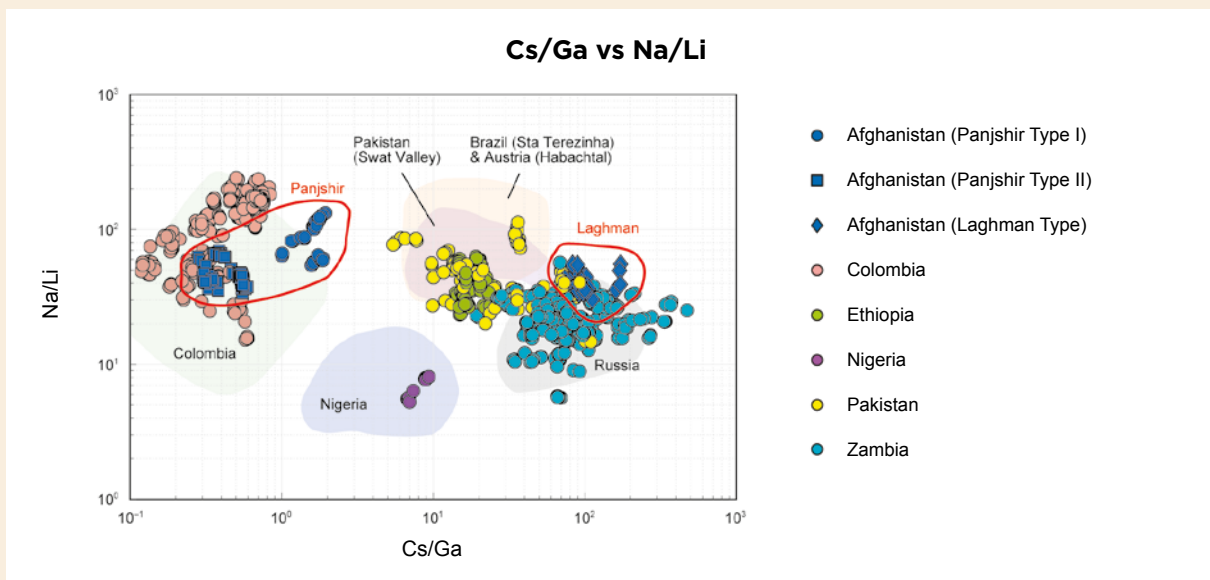 Cs/Ga vs Na/Li
10³
10²
10¹
10⁰
Na/Li
Pakistan
(Swat Valley)
Brazil (Sta Terezinha)
& Austria (Habachtal)
Panjshir
Laghman
Colombia
Nigeria
Russia
10⁻¹
10⁰
10¹
10²
10³
Cs/Ga
Afghanistan (Panjshir Type I)
Afghanistan (Panjshir Type II)
Afghanistan (Laghman Type)
Colombia
Ethiopia
Nigeria
Pakistan
Zambia